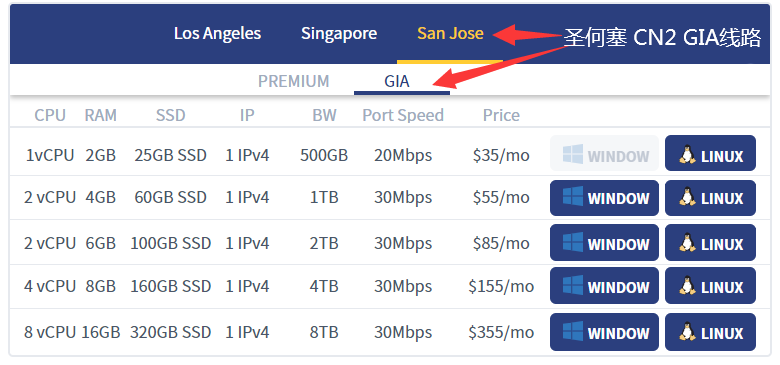 Los Angeles Singapore San Jose 圣何塞 CN2 GIA线路
PREMIUM GIA
CPU RAM SSD IP BW Port Speed Price
1vCPU 2GB 25GB SSD 1 IPv4 500GB 20Mbps $35/mo WINDOW LINUX
2 vCPU 4GB 60GB SSD 1 IPv4 1TB 30Mbps $55/mo WINDOW LINUX
2 vCPU 6GB 100GB SSD 1 IPv4 2TB 30Mbps $85/mo WINDOW LINUX
4 vCPU 8GB 160GB SSD 1 IPv4 4TB 30Mbps $155/mo WINDOW LINUX
8 vCPU 16GB 320GB SSD 1 IPv4 8TB 30Mbps $355/mo WINDOW LINUX